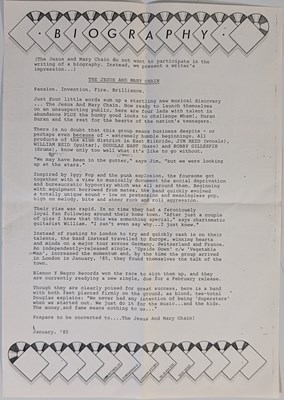 BIOGRAPHY
(The Jesus and Mary Chain do not want to participate in the
writing of a biography. Instead, we present a writer's
impression...)
THE JESUS AND MARY CHAIN
Passion. Invention. Fire. Brilliance.
Just four little words sum up a startling new musical discovery
... The Jesus And Mary Chain. Now ready to launch themselves
on an unsuspecting public, here are four lads with talent in
abundance and the hunky good looks to challenge Wham!, Duran
Duran and the rest for the hearts of the nation's teenagers.
There is no doubt that this group means business despite - or
perhaps even because of - extremely humble beginnings. All
products of the slum district in East Kilbride, JIM REID (vocals),
WILLIAM REID (guitar), DOUGLAS HART (bass) and BOBBY GILLESPIE
(drums), know only too well what it's like to go without.
"We may have been in the gutter," says Jim, "but we were looking
up at the stars."
Inspired by Iggy Pop and the punk explosion, the foursome got
together with a view to musically document the social deprivation
and bureaucratic hypocrisy which was all around them. Beginning
with equipment borrowed from mates, the band quickly evolved
a totally unique sound - low on pretension and meaningless pop,
high on melody, bite and sheer rock and roll aggression.
Their rise was rapid. In no time they had a ferociously
loyal fan following around their home town. "After just a couple
of gigs I knew that this was something special," says charismatic
guitarist William. "I can't even say why...I just knew."
Instead of rushing to London to try and quickly cash in on their
talents, the band instead travelled to Europe, winning hearts
and minds on a major tour across Germany, Switzerland and France.
An independently-released single, "Upside Down" c/w "Vegetable
Man", increased the momentum and, by the time the group arrived
in London in January, '85, they found themselves the talk of the
town.
Blanco Y Negro Records won the race to sign them up, and they
are currently readying a new single, due for a February release.
Though they are clearly poised for great success, here is a band
with both feet planted firmly on the ground, as blond, tee-total
Douglas explains: "We never had any intention of being 'Superstars'
when we started out. We just do it for the music...and the kids.
The money and fame means nothing to us..."
Prepare to be converted to...The Jesus And Mary Chain!
January, '85